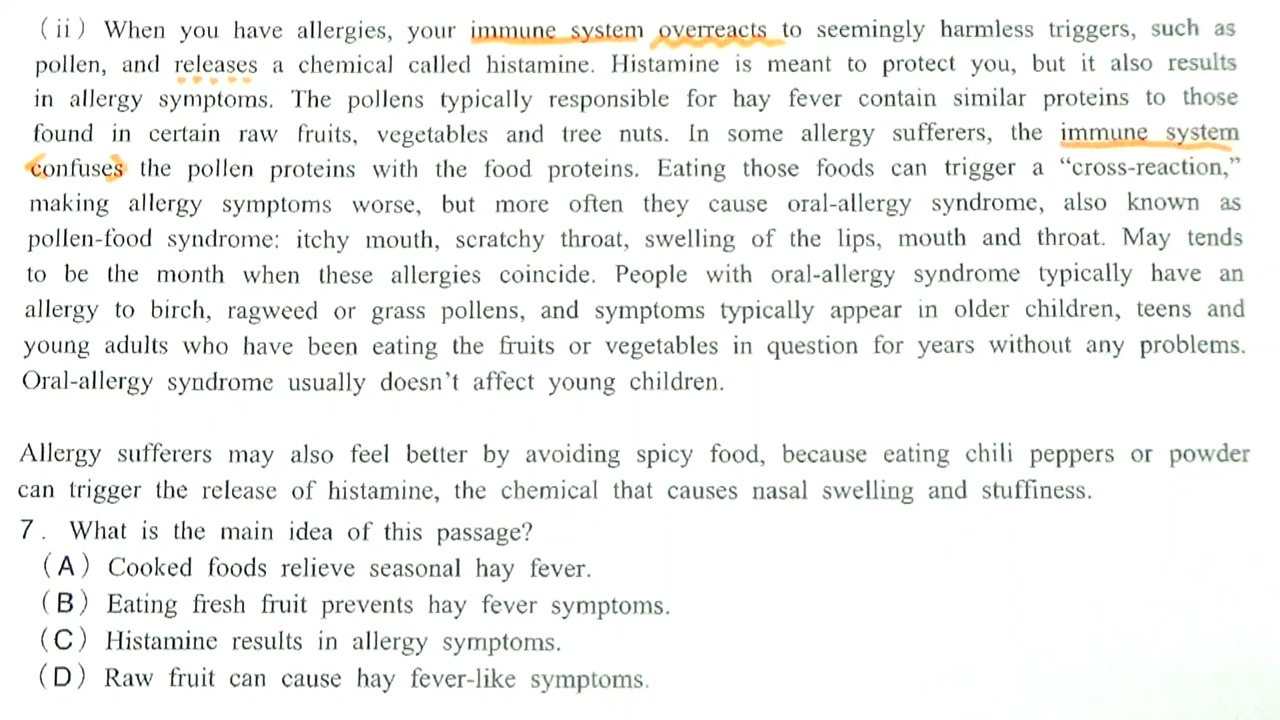 (ii) When you have allergies, your immune system overreacts to seemingly harmless triggers, such as
pollen, and releases a chemical called histamine. Histamine is meant to protect you, but it also results
in allergy symptoms. The pollens typically responsible for hay fever contain similar proteins to those
found in certain raw fruits, vegetables and tree nuts. In some allergy sufferers, the immune system
confuses the pollen proteins with the food proteins. Eating those foods can trigger a “cross-reaction,”
making allergy symptoms worse, but more often they cause oral-allergy syndrome, also known as
pollen-food syndrome: itchy mouth, scratchy throat, swelling of the lips, mouth and throat. May tends
to be the month when these allergies coincide. People with oral-allergy syndrome typically have an
allergy to birch, ragweed or grass pollens, and symptoms typically appear in older children, teens and
young adults who have been eating the fruits or vegetables in question for years without any problems.
Oral-allergy syndrome usually doesn’t affect young children.
Allergy sufferers may also feel better by avoiding spicy food, because eating chili peppers or powder
can trigger the release of histamine, the chemical that causes nasal swelling and stuffiness.
7. What is the main idea of this passage?
(A) Cooked foods relieve seasonal hay fever.
(B) Eating fresh fruit prevents hay fever symptoms.
(C) Histamine results in allergy symptoms.
(D) Raw fruit can cause hay fever-like symptoms.